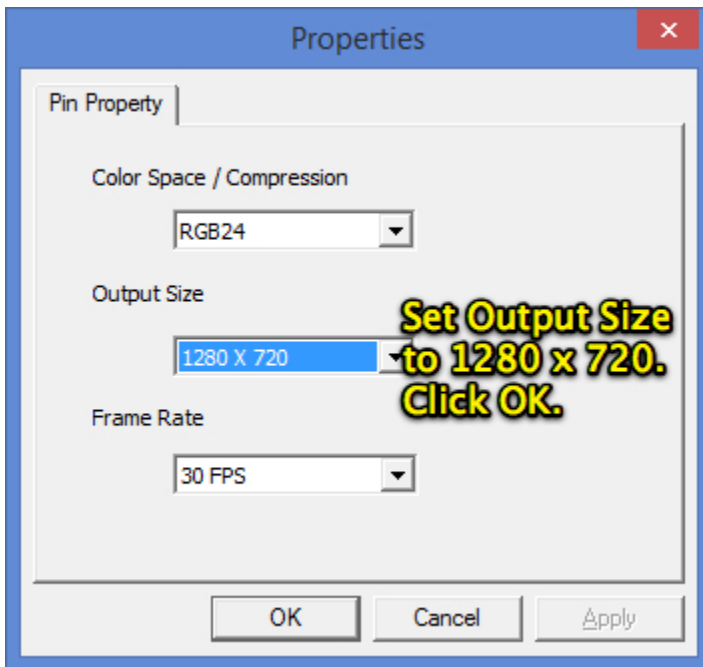 Properties
Pin Property
Color Space / Compression
RGB24
Output Size
1280 X 720
Set Output Size
to 1280 x 720.
Click OK.
Frame Rate
30 FPS
OK
Cancel
Apply